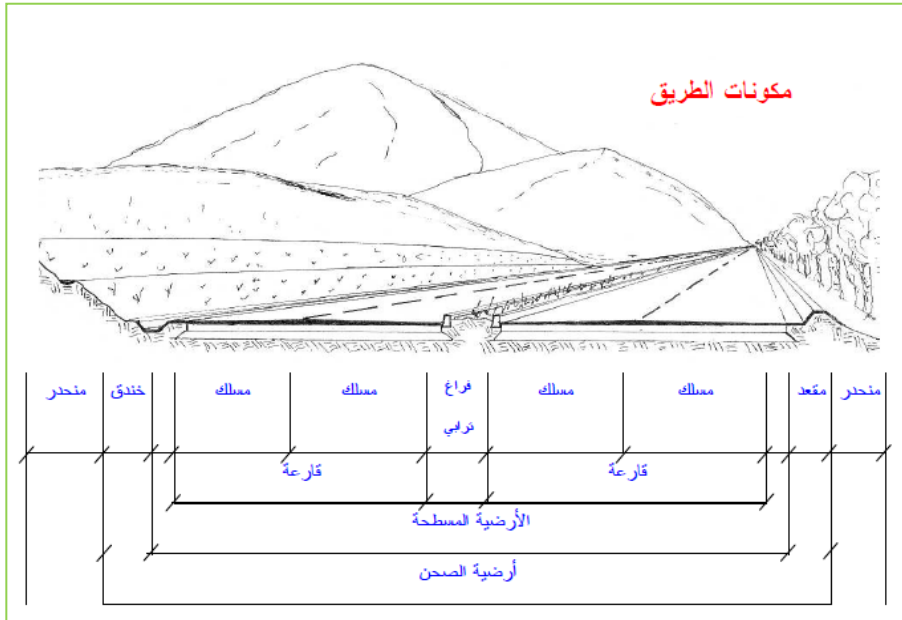 مكونات الطريق
منحدر مقعد مسلك مسلك فراغ مسلك مسلك خندق منحدر
ترابي
قارعة قارعة
الأرضية المسطحة
أرضية الصحن